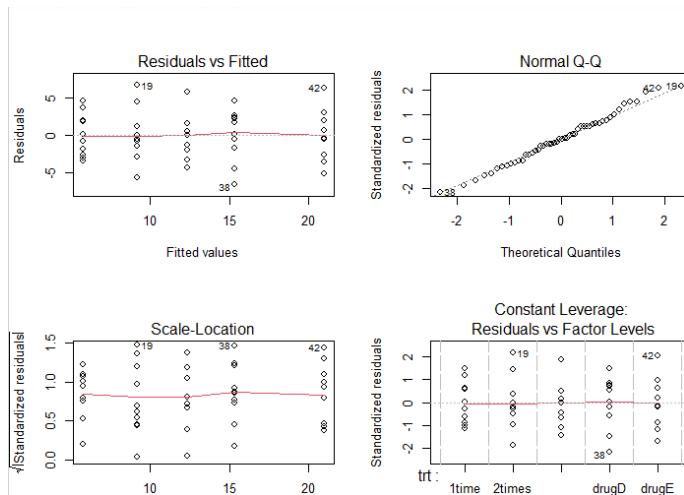 Residuals vs Fitted
Residuals
5
0
-5
19
42
38
10
15
20
Fitted values
Normal Q-Q
Standardized residuals
2
1
0
-1
-2
42
19
38
-2
-1
0
1
2
Theoretical Quantiles
Scale-Location
√|Standardized residuals|
1.5
1.0
0.5
0.0
19
38
42
10
15
20
Constant Leverage:
Residuals vs Factor Levels
Standardized residuals
2
1
0
-1
-2
19
42
38
trt :
1time
2times
drugD
drugE